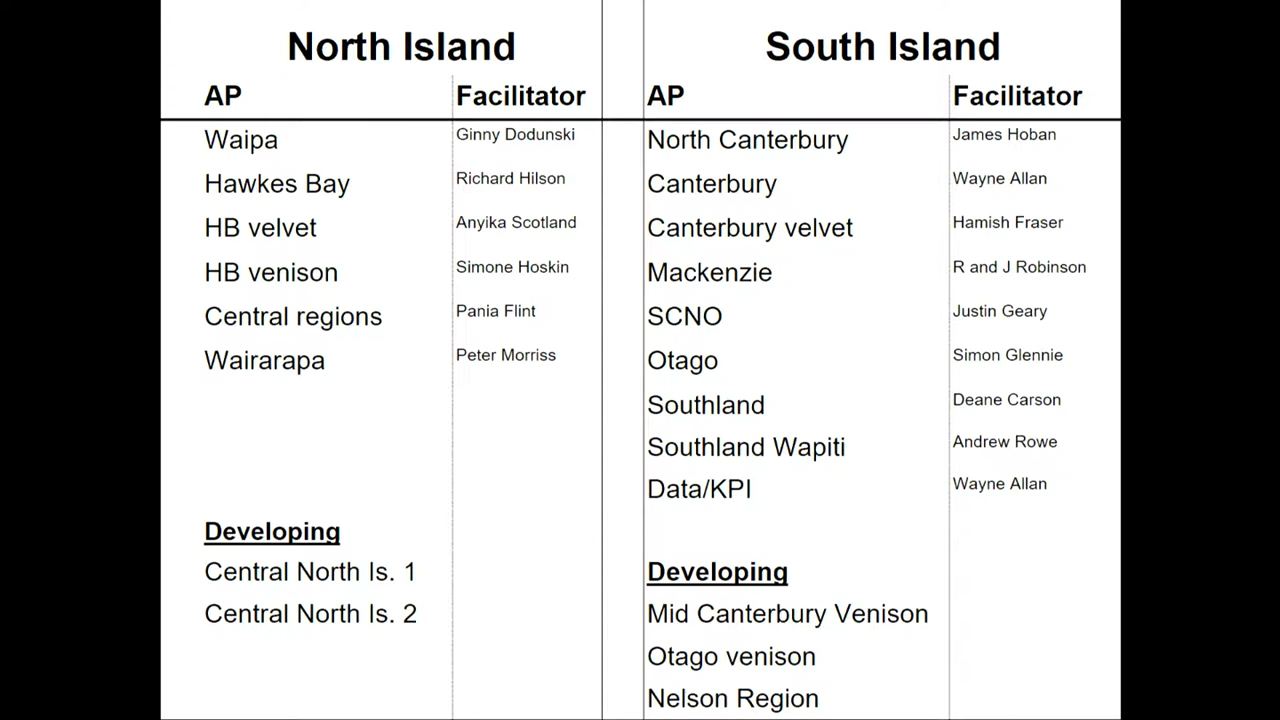 North Island South Island
AP Facilitator AP Facilitator
Waipa Ginny Dodunski North Canterbury James Hoban
Hawkes Bay Richard Hilson Canterbury Wayne Allan
HB velvet Anyika Scotland Canterbury velvet Hamish Fraser
HB venison Simone Hoskin Mackenzie R and J Robinson
Central regions Pania Flint SCNO Justin Geary
Wairarapa Peter Morriss Otago Simon Glennie
Southland Deane Carson
Southland Wapiti Andrew Rowe
Data/KPI Wayne Allan
Developing
Central North Is. 1 Developing
Central North Is. 2 Mid Canterbury Venison
Otago venison
Nelson Region